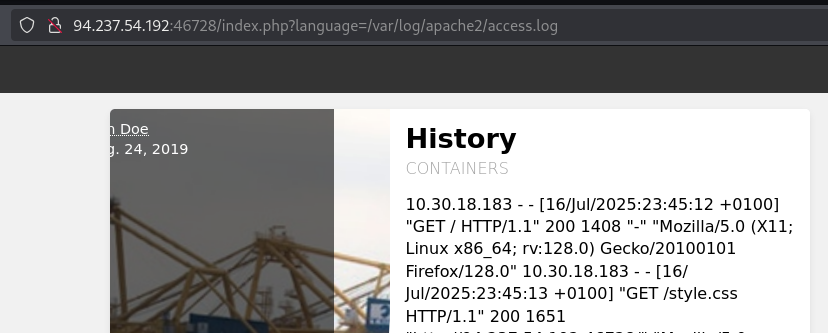 94.237.54.192:46728/index.php?language=/var/log/apache2/access.log
Doe
24, 2019
History
CONTAINERS
10.30.18.183 - - [16/Jul/2025:23:45:12 +0100]
"GET / HTTP/1.1" 200 1408 "-" "Mozilla/5.0 (X11;
Linux x86_64; rv:128.0) Gecko/20100101
Firefox/128.0" 10.30.18.183 - - [16/
Jul/2025:23:45:13 +0100] "GET /style.css
HTTP/1.1" 200 1651